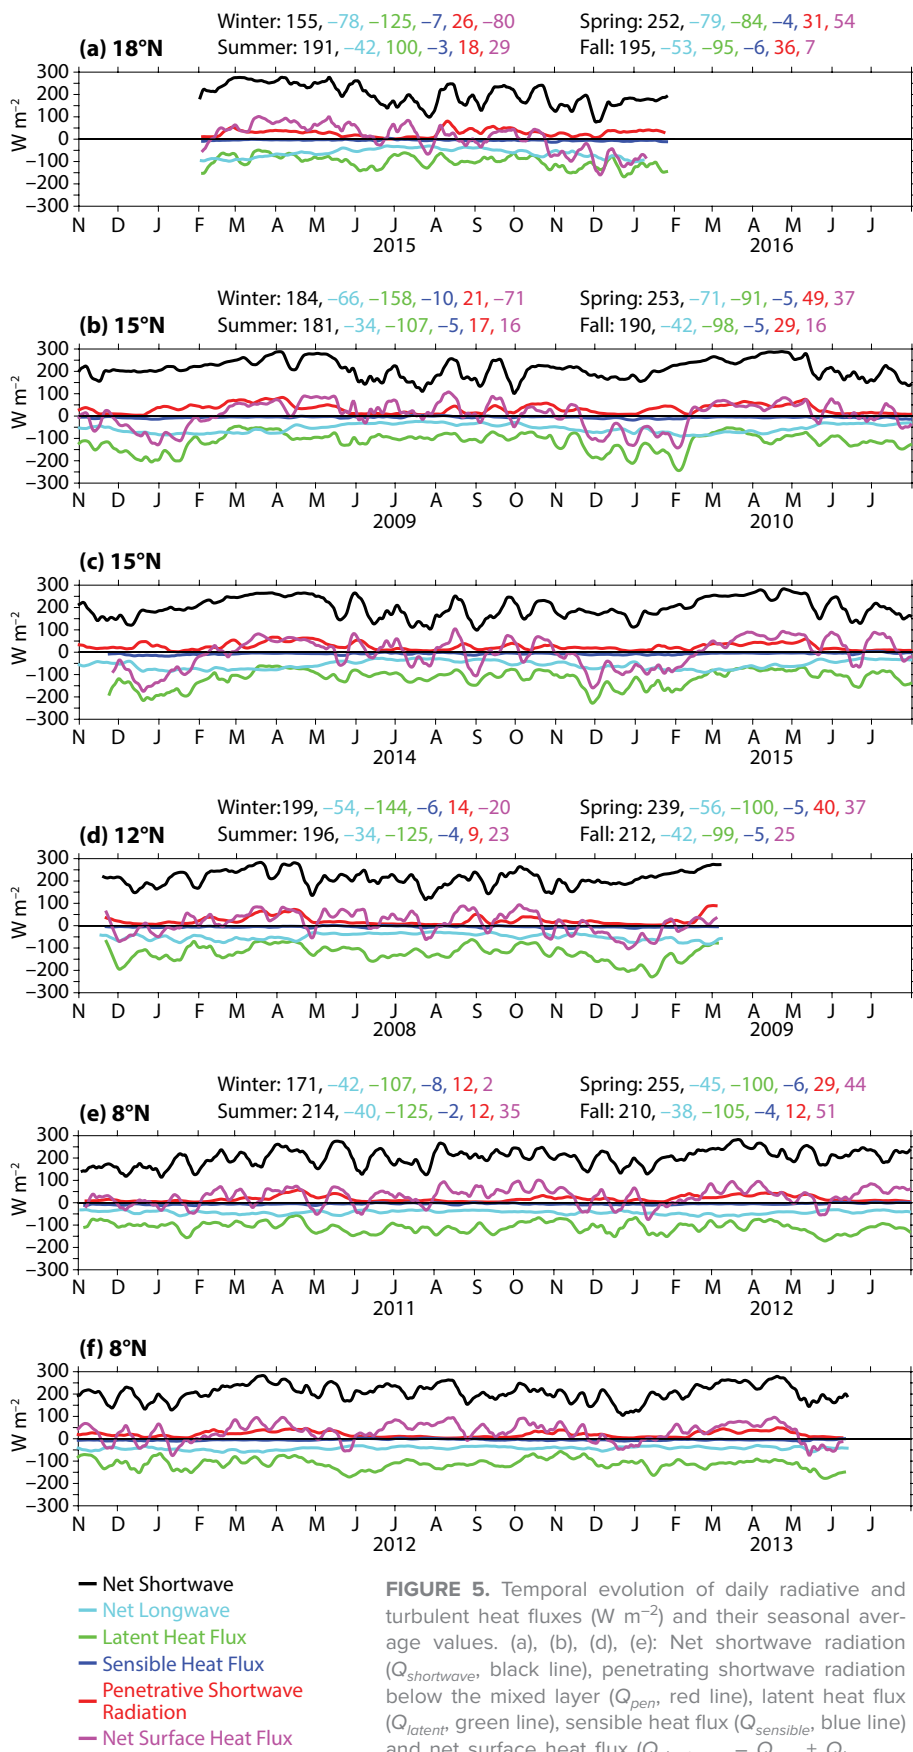 Winter: 155, –78, –125, –7, 26, –80 Spring: 252, –79, –84, –4, 31, 54
(a) 18°N Summer: 191, –42, 100, –3, 18, 29 Fall: 195, –53, –95, –6, 36, 7
W m–2
300
200
100
0
–100
–200
–300
N D F M A M J J A S O N D F M A M J J
2015 2016
Winter: 184, –66, –158, –10, 21, –71 Spring: 253, –71, –91, –5, 49, 37
(b) 15°N Summer: 181, –34, –107, –5, 17, 16 Fall: 190, –42, –98, –5, 29, 16
W m–2
300
200
100
0
–100
–200
–300
N D F M A M J J A S O N D F M A M J J
2009 2010
(c) 15°N
W m–2
300
200
100
0
–100
–200
–300
N D F M A M J J A S O N D F M A M J J
2014 2015
Winter:199, –54, –144, –6, 14, –20 Spring: 239, –56, –100, –5, 40, 37
(d) 12°N Summer: 196, –34, –125, –4, 9, 23 Fall: 212, –42, –99, –5, 25
W m–2
300
200
100
0
–100
–200
–300
N D F M A M J J A S O N D F M A M J J
2008 2009
Winter: 171, –42, –107, –8, 12, 2 Spring: 255, –45, –100, –6, 29, 44
(e) 8°N Summer: 214, –40, –125, –2, 12, 35 Fall: 210, –38, –105, –4, 12, 51
W m–2
300
200
100
0
–100
–200
–300
N D F M A M J J A S O N D F M A M J J
2011 2012
(f) 8°N
W m–2
300
200
100
0
–100
–200
–300
N D F M A M J J A S O N D F M A M J J
2012 2013
Net Shortwave
Net Longwave
Latent Heat Flux
Sensible Heat Flux
Penetrative Shortwave
Radiation
Net Surface Heat Flux
FIGURE 5. Temporal evolution of daily radiative and
turbulent heat fluxes (W m–2) and their seasonal aver-
age values. (a), (b), (d), (e): Net shortwave radiation
(Qshortwave, black line), penetrating shortwave radiation
below the mixed layer (Qpen, red line), latent heat flux
(Qlatent, green line), sensible heat flux (Qsensible, blue line)
and net surface heat flux